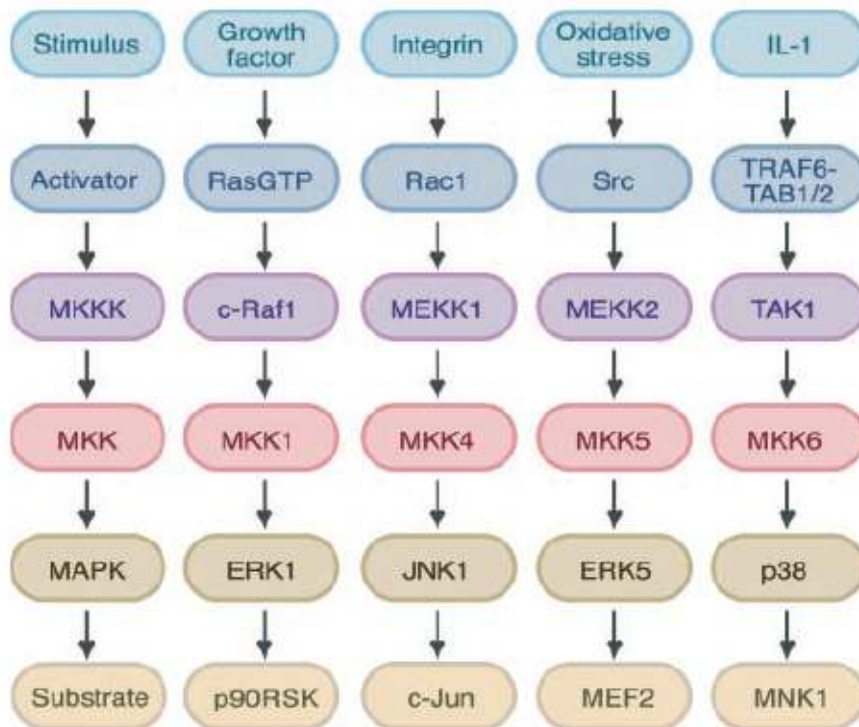 Stimulus
Growth
factor
Integrin
Oxidative
stress
IL-1
Activator
RasGTP
Rac1
Src
TRAF6-
TAB1/2
MKKK
c-Raf1
MEKK1
MEKK2
TAK1
MKK
MKK1
MKK4
MKK5
MKK6
MAPK
ERK1
JNK1
ERK5
p38
Substrate
p90RSK
c-Jun
MEF2
MNK1